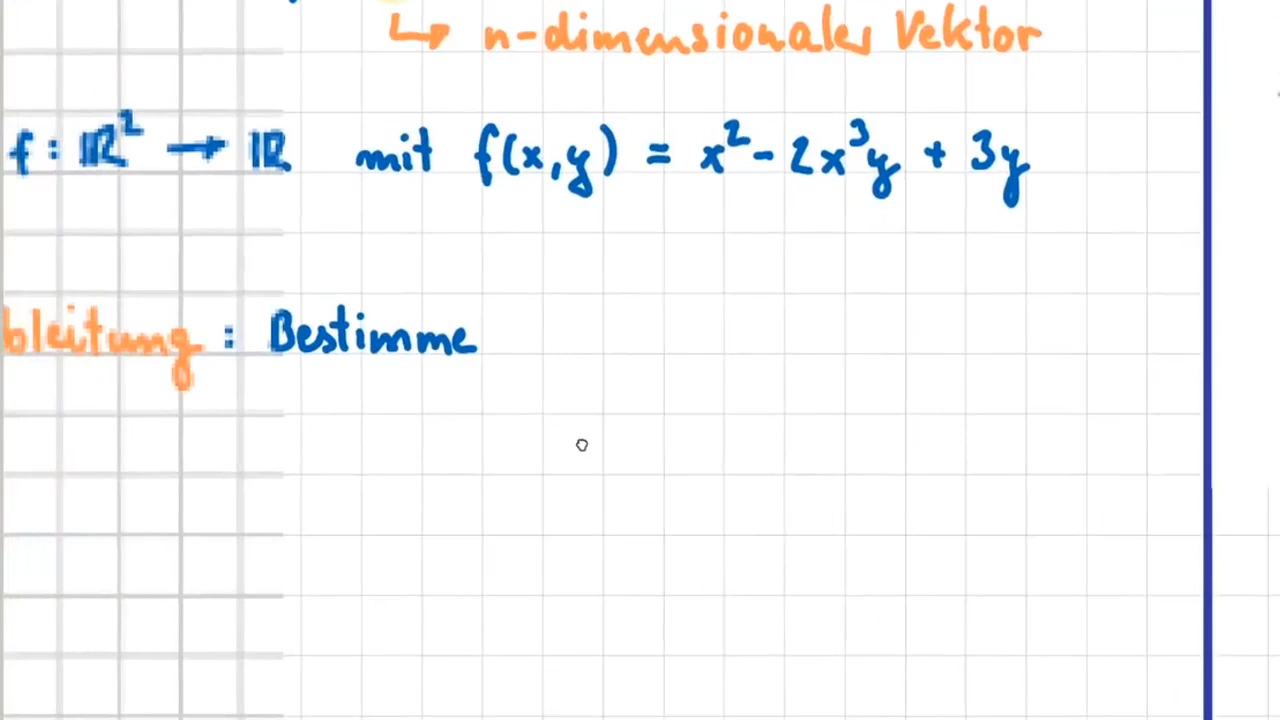 ↳ n-dimensionaler Vektor
f: ℝ² → ℝ mit f(x,y) = x² - 2x³y + 3y
bleitung: Bestimme